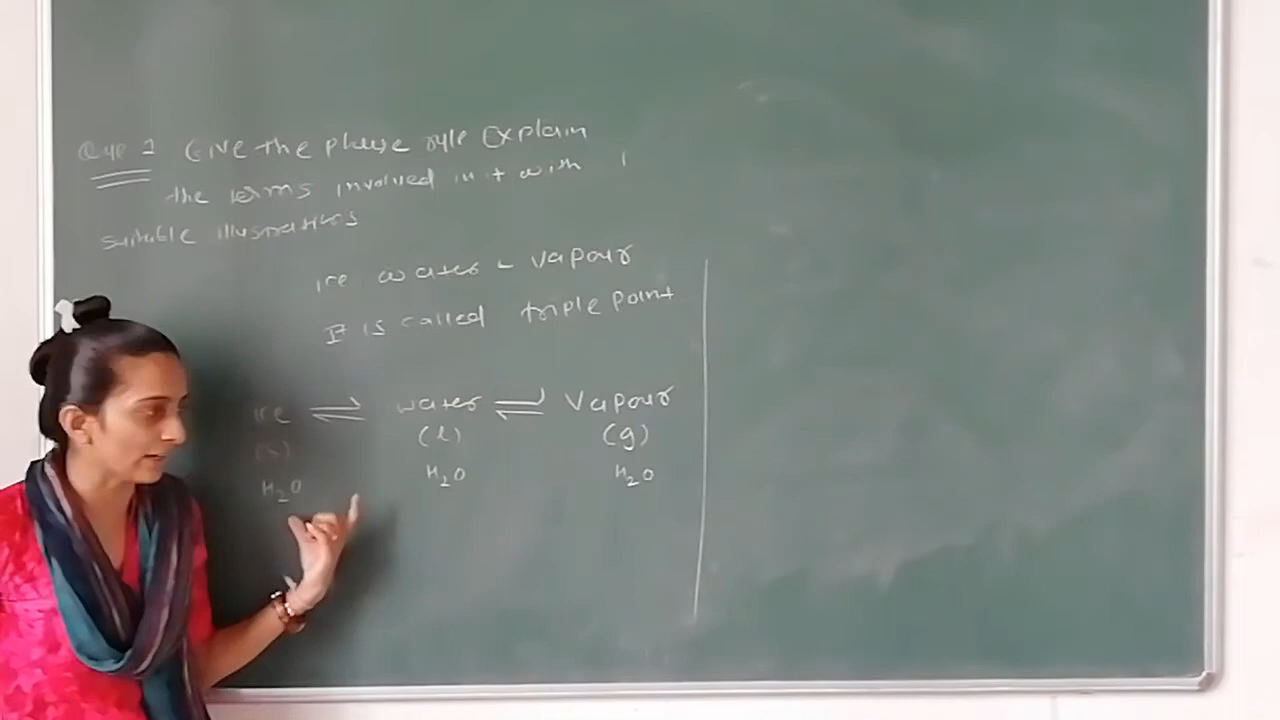 Que 1 Give the phase rule Explain
the terms involved in it with
suitable illustrations
ice water & vapour
It is called triple point
ice ⇌ water ⇌ Vapour
(s) (l) (g)
H2O H2O H2O